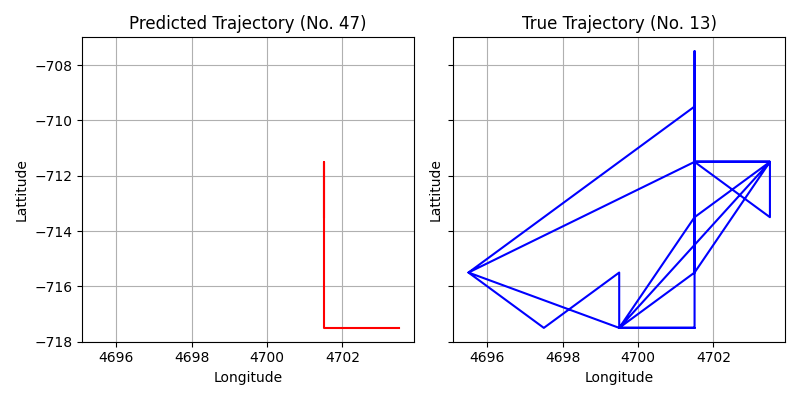 Predicted Trajectory (No. 47)
True Trajectory (No. 13)
−708
−710
−712
−714
−716
−718
Lattitude
4696
4698
4700
4702
Longitude
Lattitude
4696
4698
4700
4702
Longitude